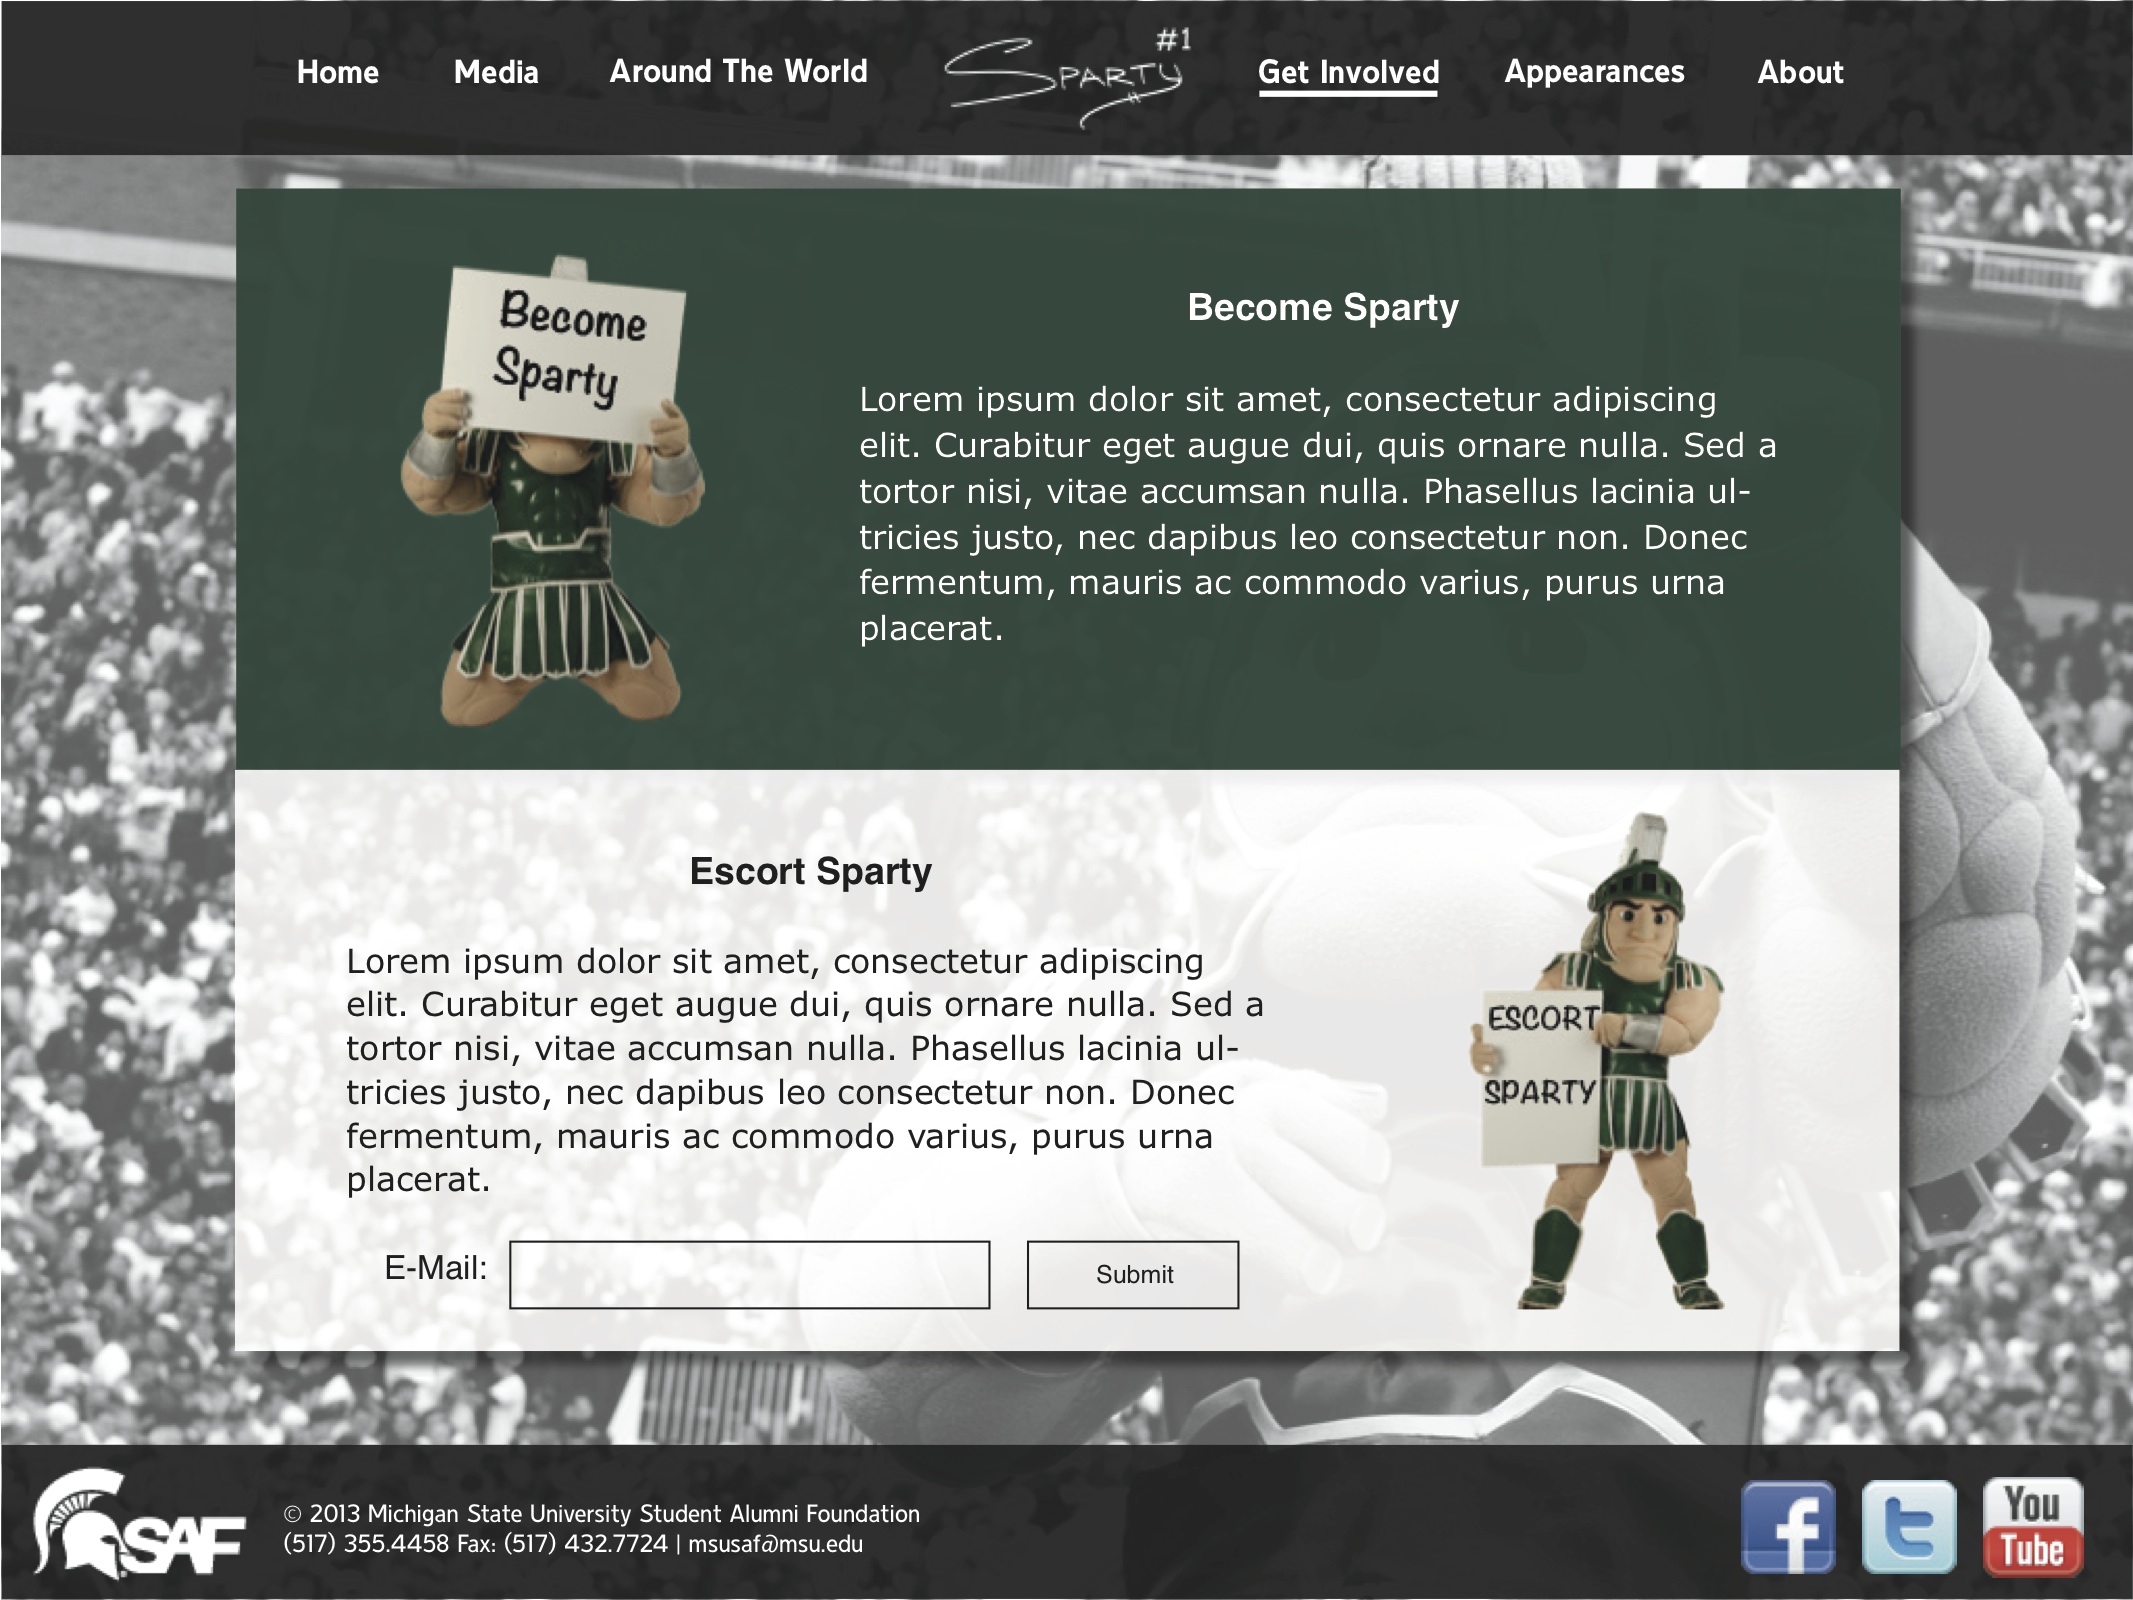 Home Media Around The World Sparty #1 Get Involved Appearances About
Become
Sparty
Become Sparty
Lorem ipsum dolor sit amet, consectetur adipiscing
elit. Curabitur eget augue dui, quis ornare nulla. Sed a
tortor nisi, vitae accumsan nulla. Phasellus lacinia ul-
tricies justo, nec dapibus leo consectetur non. Donec
fermentum, mauris ac commodo varius, purus urna
placerat.
Escort Sparty
Lorem ipsum dolor sit amet, consectetur adipiscing
elit. Curabitur eget augue dui, quis ornare nulla. Sed a
tortor nisi, vitae accumsan nulla. Phasellus lacinia ul-
tricies justo, nec dapibus leo consectetur non. Donec
fermentum, mauris ac commodo varius, purus urna
placerat.
E-Mail: Submit
ESCORT
SPARTY
SAF
© 2013 Michigan State University Student Alumni Foundation
(517) 355.4458 Fax: (517) 432.7724 | msusaf@msu.edu
f t You
Tube